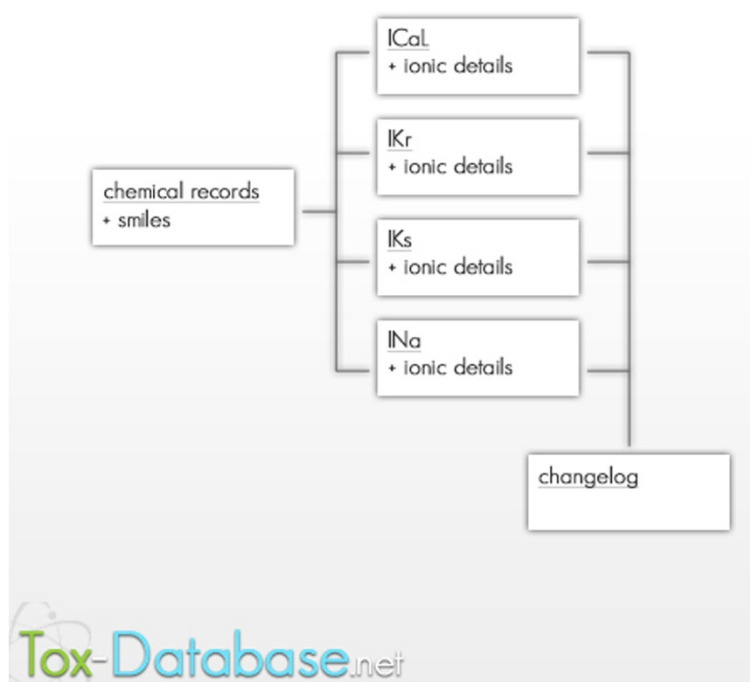 ICaL
+ ionic details
IKr
+ ionic details
chemical records
+ smiles
IKs
+ ionic details
INa
+ ionic details
changelog
Tox-Database.net